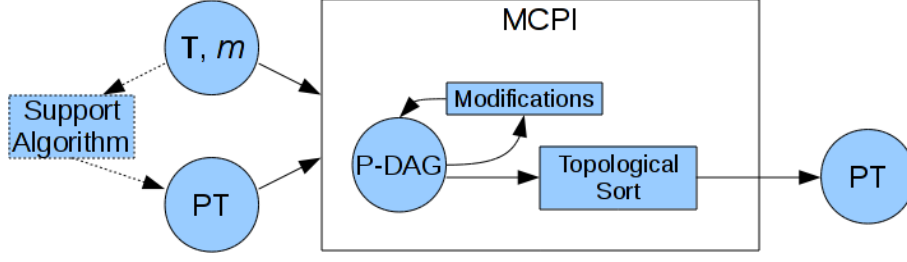 MCPI
T, m
Support
Algorithm
Modifications
P-DAG
Topological
Sort
PT
PT